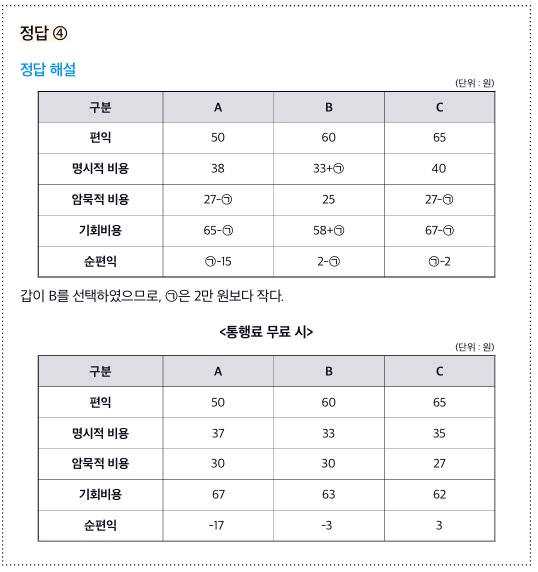 정답 ④
정답 해설
(단위 : 원)
구분 A B C
편익 50 60 65
명시적 비용 38 33+㉠ 40
암묵적 비용 27-㉠ 25 27-㉠
기회비용 65-㉠ 58+㉠ 67-㉠
순편익 ㉠-15 2-㉠ ㉠-2
갑이 B를 선택하였으므로, ㉠은 2만 원보다 작다.
<통행료 무료 시>
(단위 : 원)
구분 A B C
편익 50 60 65
명시적 비용 37 33 35
암묵적 비용 30 30 27
기회비용 67 63 62
순편익 -17 -3 3